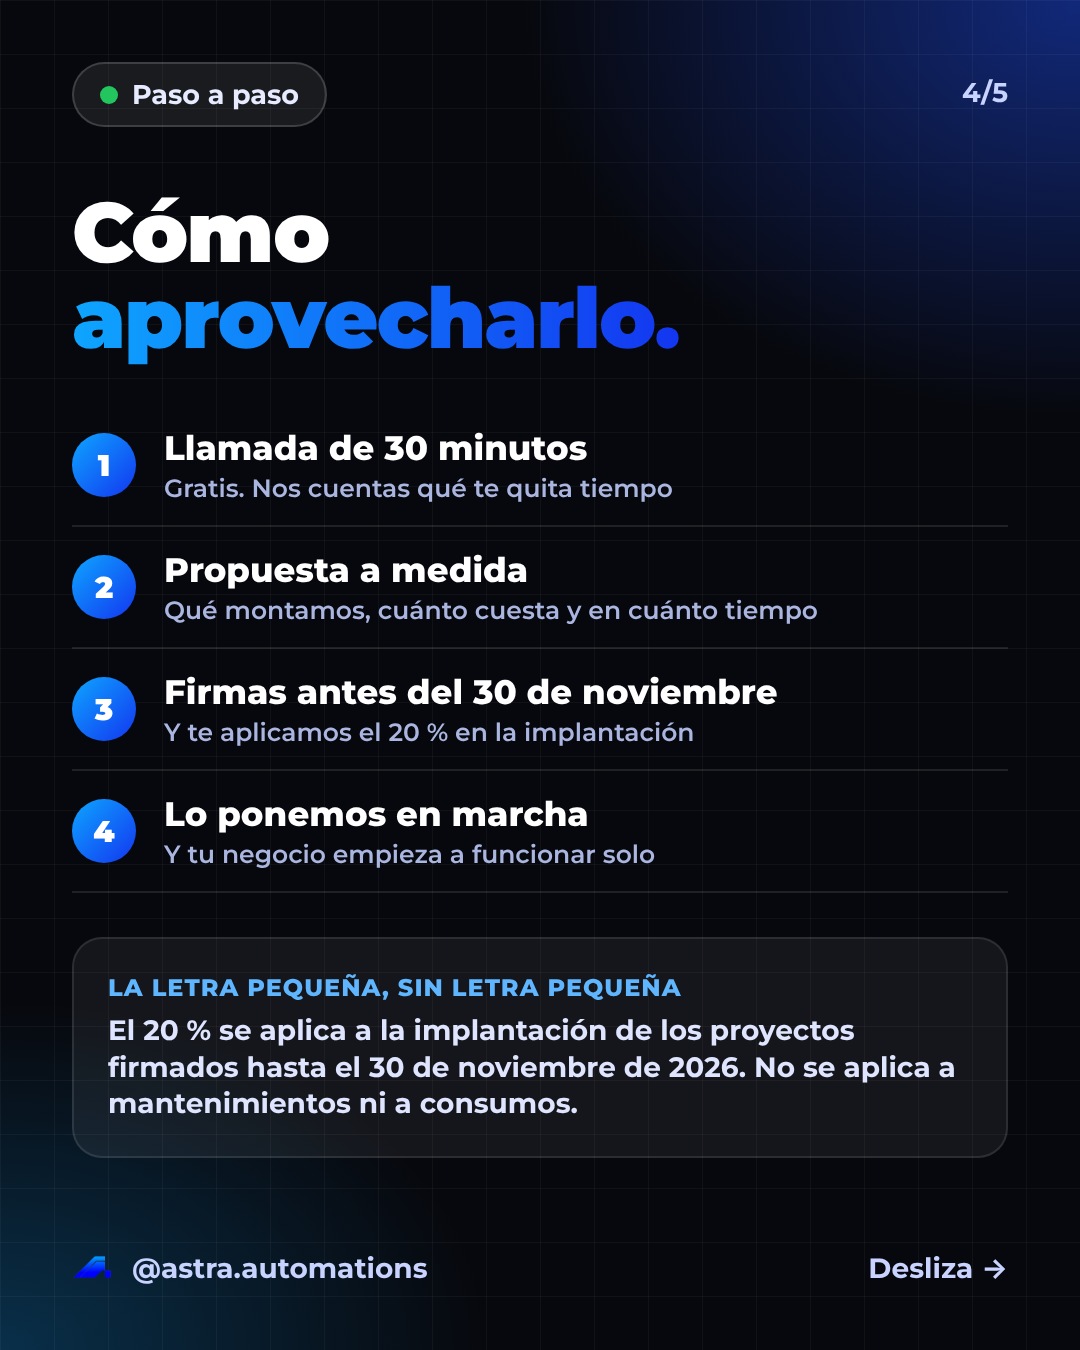 Paso a paso
4/5
Cómo
aprovecharlo.
1
Llamada de 30 minutos
Gratis. Nos cuentas qué te quita tiempo
2
Propuesta a medida
Qué montamos, cuánto cuesta y en cuánto tiempo
3
Firmas antes del 30 de noviembre
Y te aplicamos el 20 % en la implantación
4
Lo ponemos en marcha
Y tu negocio empieza a funcionar solo
LA LETRA PEQUEÑA, SIN LETRA PEQUEÑA
El 20 % se aplica a la implantación de los proyectos
firmados hasta el 30 de noviembre de 2026. No se aplica a
mantenimientos ni a consumos.
@astra.automations
Desliza →